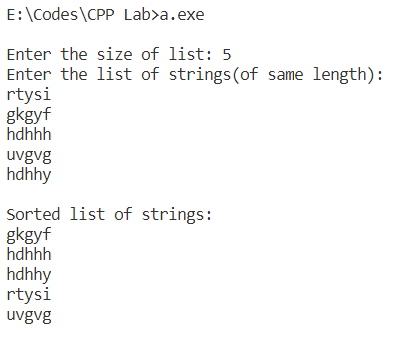 E:\Codes\CPP Lab>a.exe
Enter the size of list: 5
Enter the list of strings(of same length):
rtysi
gkgyf
hdhhh
uvgvg
hdhhy
Sorted list of strings:
gkgyf
hdhhh
hdhhy
rtysi
uvgvg